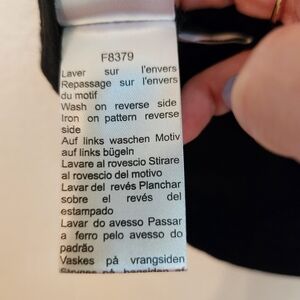 F8379
Laver sur l'envers
Repassage sur l'envers
du motif
Wash on reverse side
Iron on pattern reverse
side
Auf links waschen Motiv
auf links bügeln
Lavare al rovescio Stirare
al rovescio del motivo
Lavar del revés Planchar
sobre el revés del
estampado
Lavar do avesso Passar
a ferro pelo avesso do
padrão
Vaskes på vrangsiden